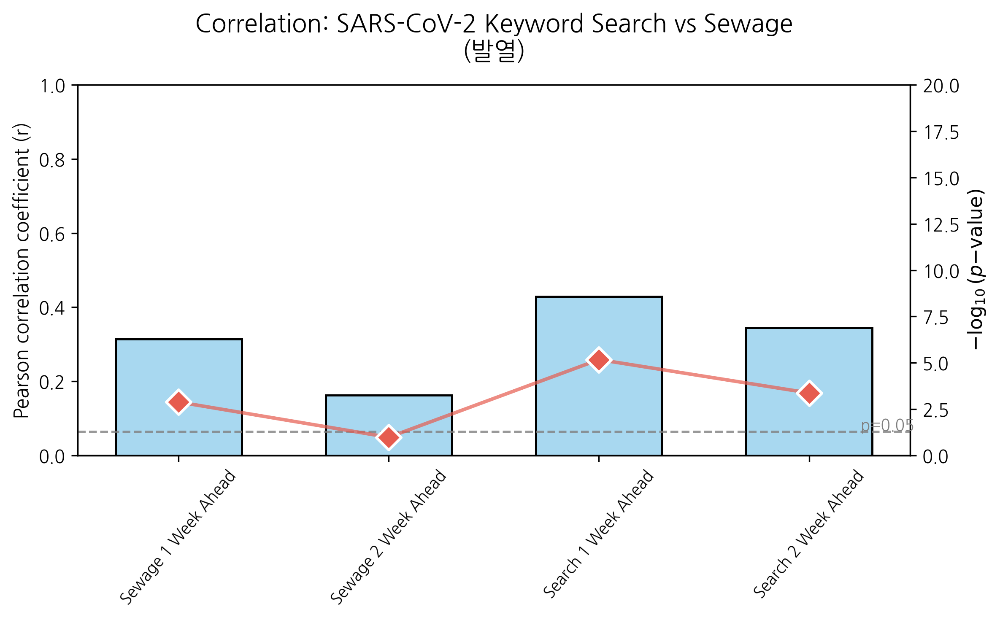 Correlation: SARS-CoV-2 Keyword Search vs Sewage
(발열)
Pearson correlation coefficient (r)
1.0
0.8
0.6
0.4
0.2
0.0
20.0
17.5
15.0
12.5
10.0
7.5
5.0
2.5
0.0
−log₁₀(p−value)
p=0.05
Sewage 1 Week Ahead
Sewage 2 Week Ahead
Search 1 Week Ahead
Search 2 Week Ahead